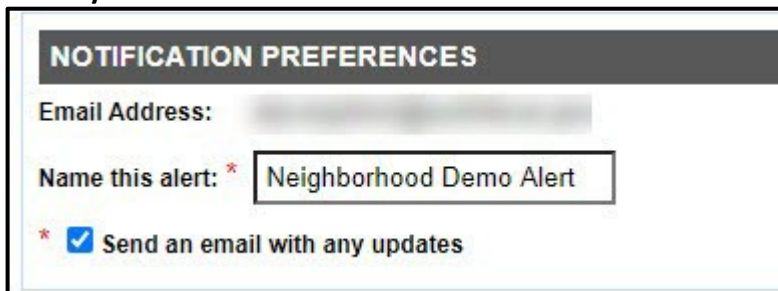 NOTIFICATION PREFERENCES
Email Address:
Name this alert: * Neighborhood Demo Alert
* Send an email with any updates